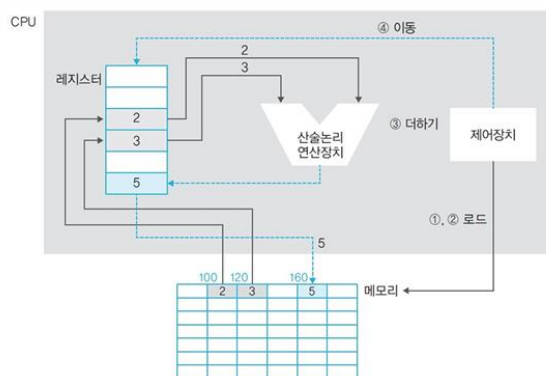 CPU
④ 이동
2
레지스터
3
2
3
산술논리
연산장치
③ 더하기
제어장치
5
①, ② 로드
5
100
120
160
2
3
5
메모리